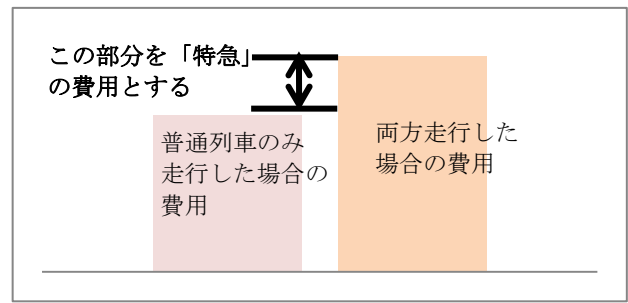 この部分を「特急」
の費用とする
普通列車のみ
走行した場合の
費用
両方走行した
場合の費用